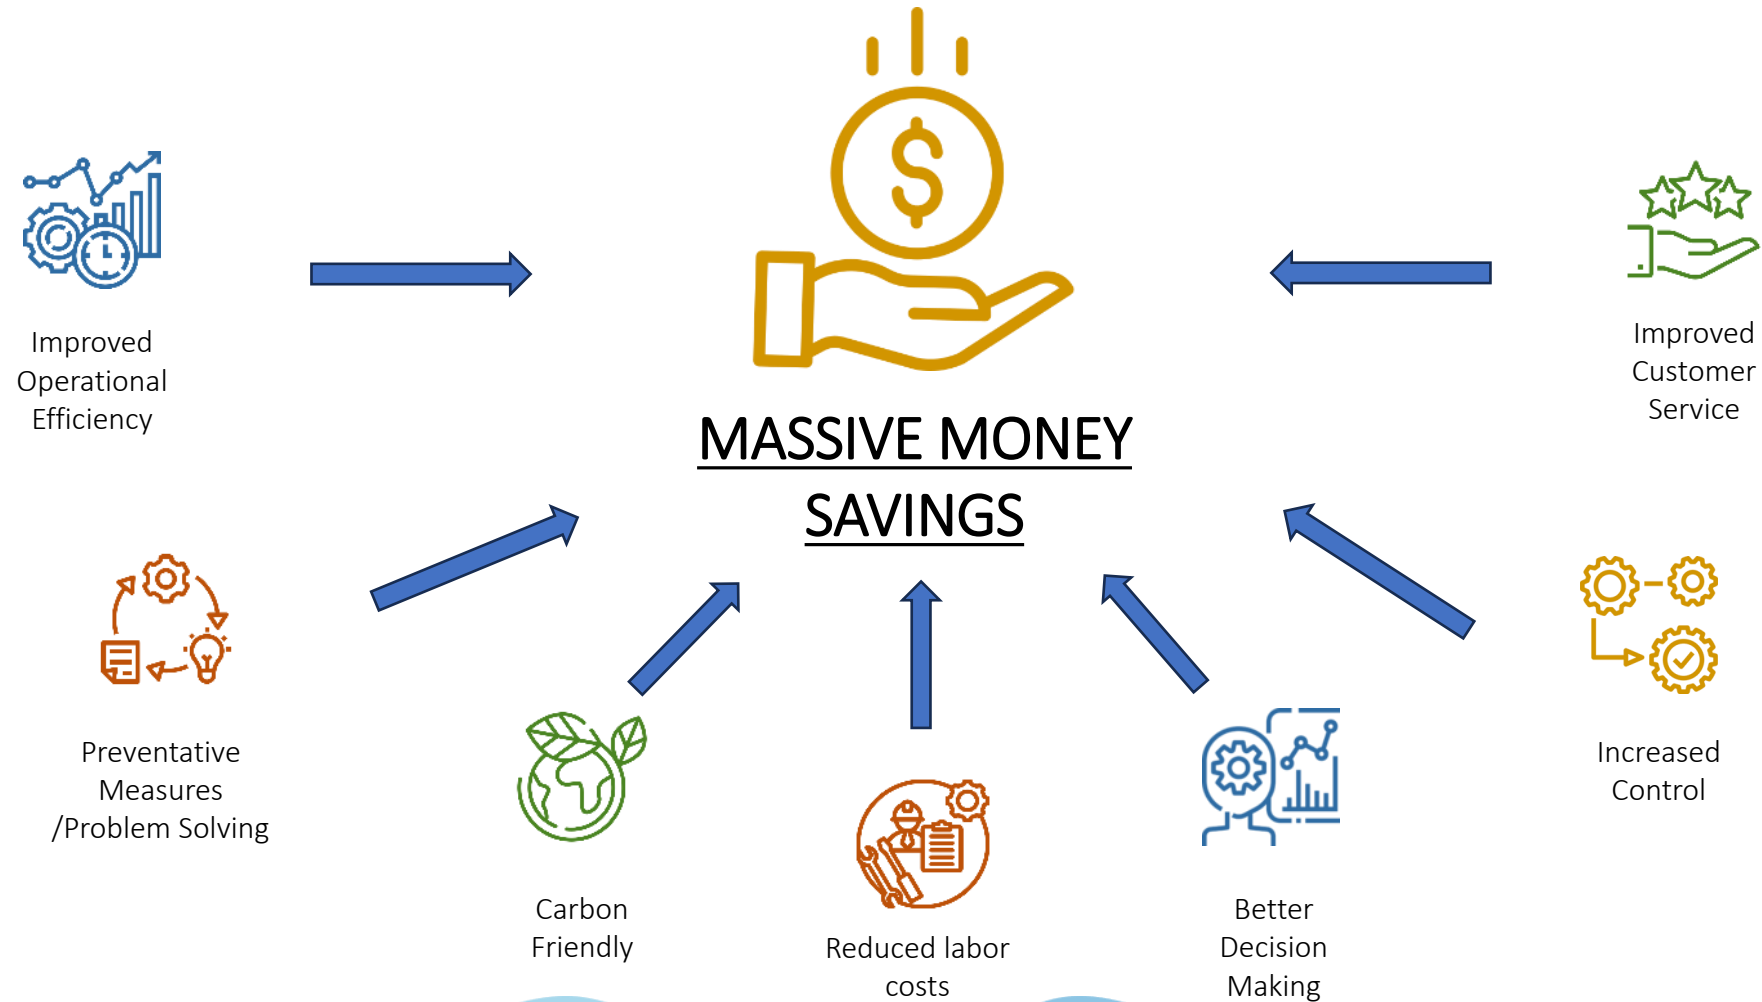 MASSIVE MONEY
SAVINGS
Improved
Operational
Efficiency
Improved
Customer
Service
Preventative
Measures
/Problem Solving
Increased
Control
Carbon
Friendly
Reduced labor
costs
Better
Decision
Making
$